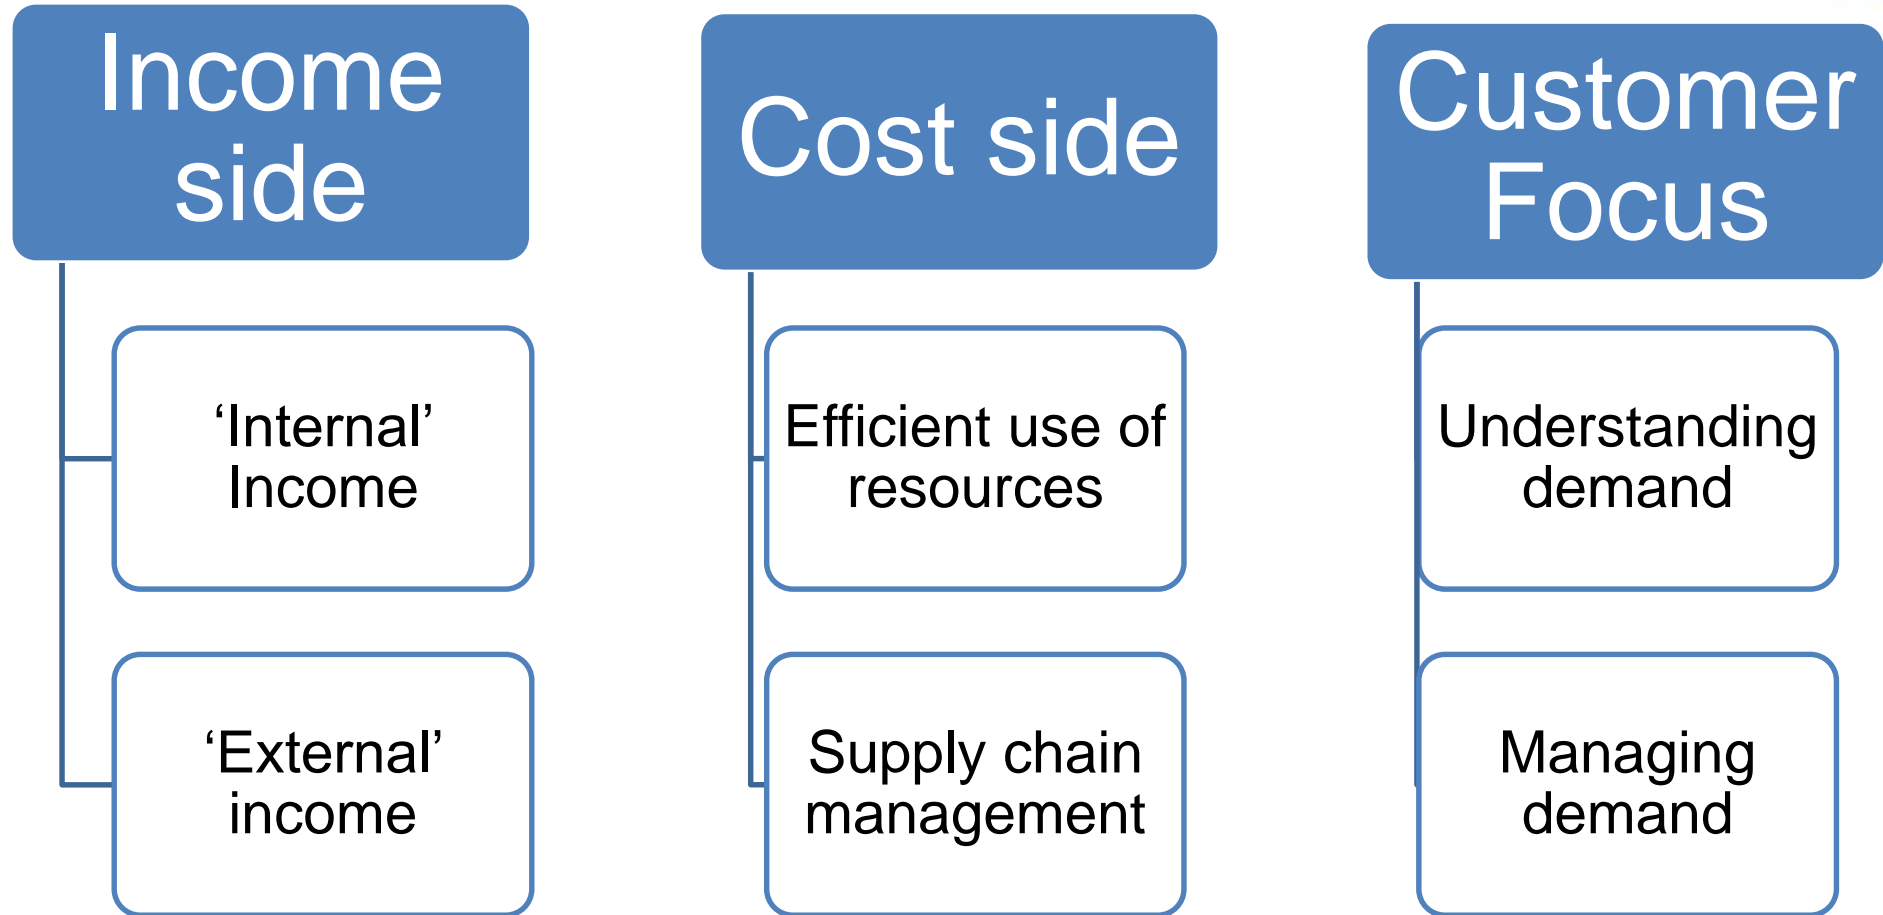 Income
side
‘Internal’
Income
‘External’
income
Cost side
Efficient use of
resources
Supply chain
management
Customer
Focus
Understanding
demand
Managing
demand